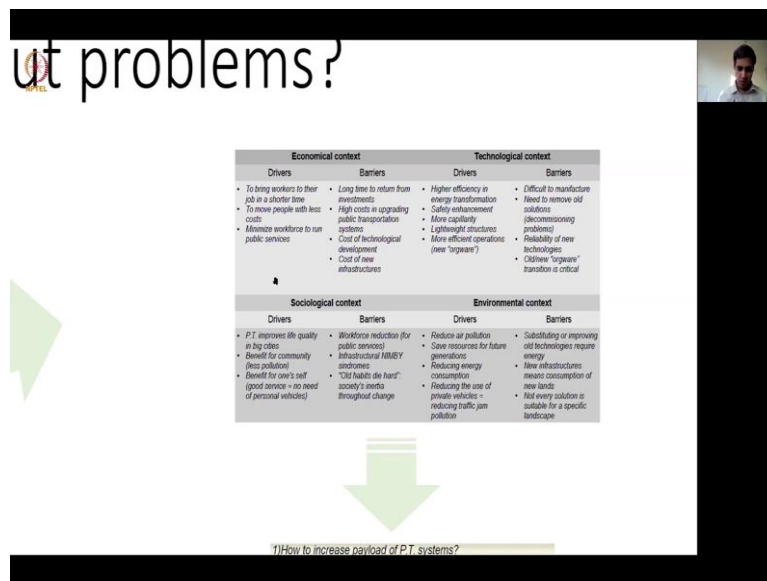 ut problems?
NPTEL
Economical context
Technological context
Drivers
Barriers
Drivers
Barriers
• To bring workers to their
job in a shorter time
• To move people with less
costs
• Minimize workforce to run
public services
• Long time to return from
investments
• High costs in upgrading
public transportation
systems
• Cost of technological
development
• Cost of new
infrastructures
• Higher efficiency in
energy transformation
• Safety enhancement
• More capillarity
• Lightweight structures
• More efficient operations
(new "orgware")
• Difficult to manifacture
• Need to remove old
solutions
(decommisioning
problems)
• Reliability of new
technologies
• Old/new "orgware"
transition is critical
Sociological context
Environmental context
Drivers
Barriers
Drivers
Barriers
• P.T. improves life quality
in big cities
• Benefit for community
(less pollution)
• Benefit for one's self
(good service = no need
of personal vehicles)
• Workforce reduction (for
public services)
• Infrastructural NIMBY
sindromes
• "Old habits die hard":
society's inertia
throughout change
• Reduce air pollution
• Save resources for future
generations
• Reducing energy
consumption
• Reducing the use of
private vehicles =
reducing traffic jam
pollution
• Substituting or improving
old technologies require
energy
• New infrastructures
means consumption of
new lands
• Not every solution is
suitable for a specific
landscape
1)How to increase payload of P.T. systems?